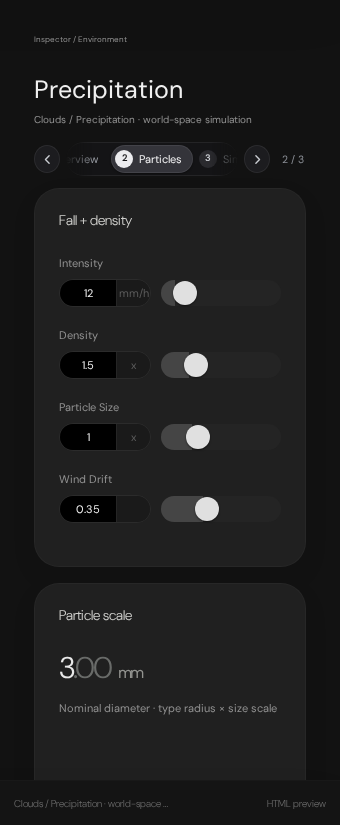 Inspector / Environment
Precipitation
Clouds / Precipitation · world-space simulation
rview 2 Particles 3 Si 2 / 3
Fall + density
Intensity
12 mm/h
Density
1.5 x
Particle Size
1 x
Wind Drift
0.35
Particle scale
3.00 mm
Nominal diameter · type radius × size scale
Clouds / Precipitation · world-space ... HTML preview